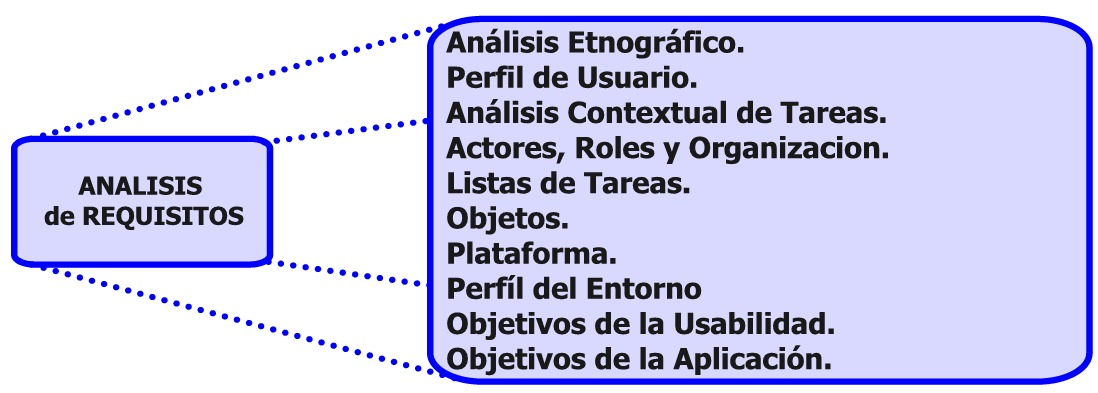 ANALISIS
de REQUISITOS
Análisis Etnográfico.
Perfil de Usuario.
Análisis Contextual de Tareas.
Actores, Roles y Organizacion.
Listas de Tareas.
Objetos.
Plataforma.
Perfíl del Entorno
Objetivos de la Usabilidad.
Objetivos de la Aplicación.